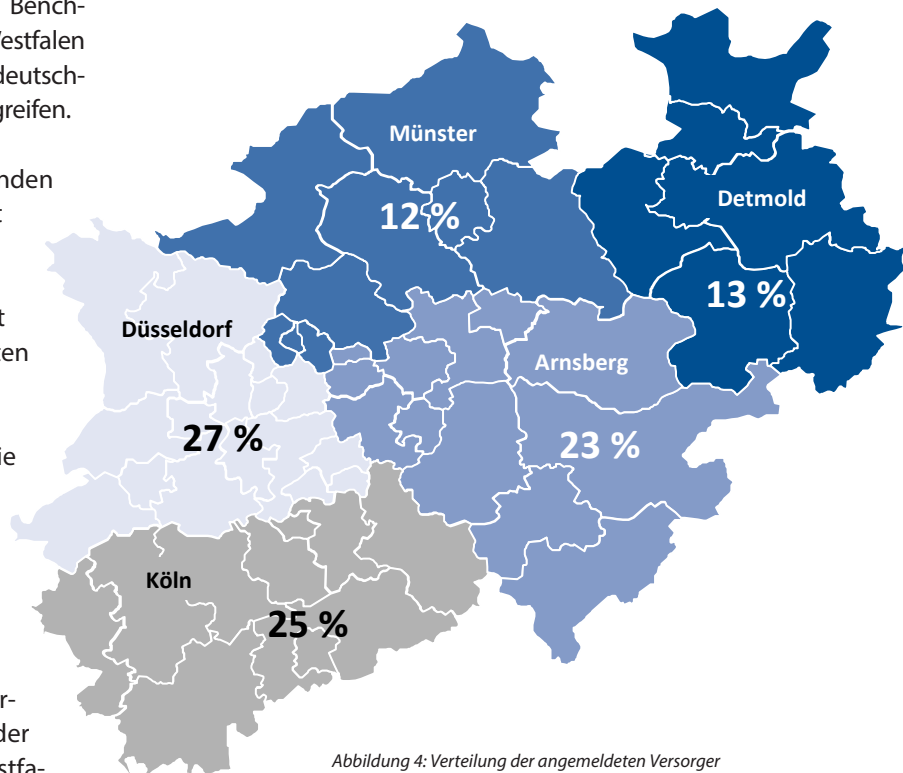 Bench-
Westfalen
deutsch-
greifen.
nden
t
t
ten
ie
r-
der
stfa-
Münster
12 %
Detmold
13 %
Düsseldorf
27 %
Arnsberg
23 %
Köln
25 %
Abbildung 4: Verteilung der angemeldeten Versorger